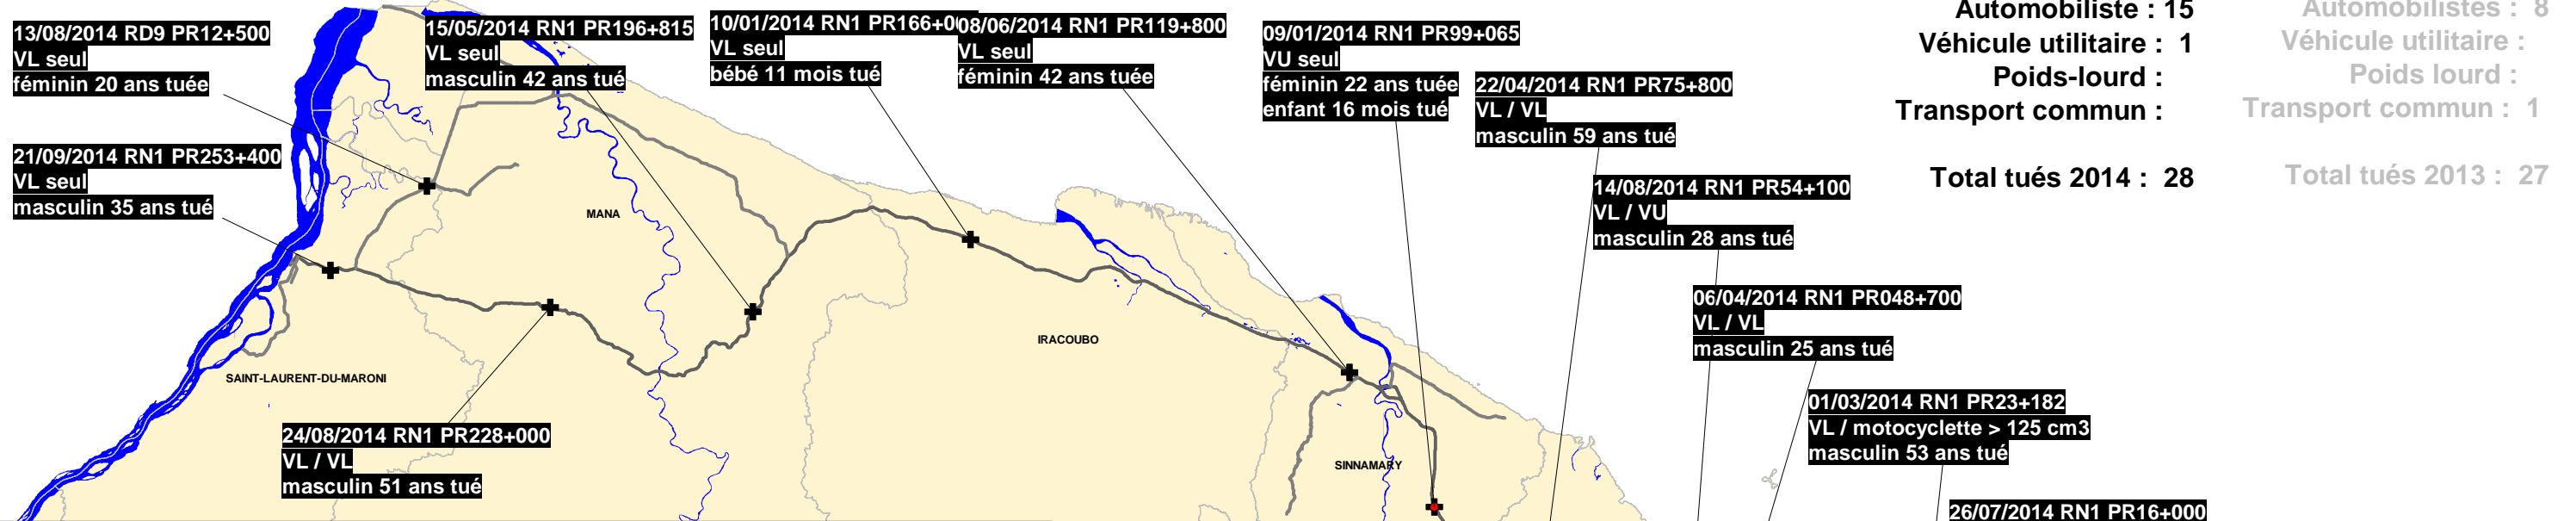 13/08/2014 RD9 PR12+500
VL seul
féminin 20 ans tuée
15/05/2014 RN1 PR196+815
VL seul
masculin 42 ans tué
10/01/2014 RN1
VL seul
bébé 11 mois tué
08/06/2014 RN1 PR119+800
VL seul
féminin 42 ans tuée
09/01/2014 RN1 PR99+065
VU seul
féminin 22 ans tuée
enfant 16 mois tué
22/04/2014 RN1 PR75+800
VL / VL
masculin 59 ans tué
Automobiliste : 15
Véhicule utilitaire : 1
Poids-lourd :
Transport commun :
Total tués 2014 : 28
Automobilistes : 8
Véhicule utilitaire :
Poids lourd :
Transport commun : 1
Total tués 2013 : 27
21/09/2014 RN1 PR253+400
VL seul
masculin 35 ans tué
14/08/2014 RN1 PR54+100
VL / VU
masculin 28 ans tué
MANA
06/04/2014 RN1 PR048+700
VL / VL
masculin 25 ans tué
IRACOUBO
SAINT-LAURENT-DU-MARONI
01/03/2014 RN1 PR23+182
VL / motocyclette > 125 cm3
masculin 53 ans tué
24/08/2014 RN1 PR228+000
VL / VL
masculin 51 ans tué
SINNAMARY
26/07/2014 RN1 PR16+000